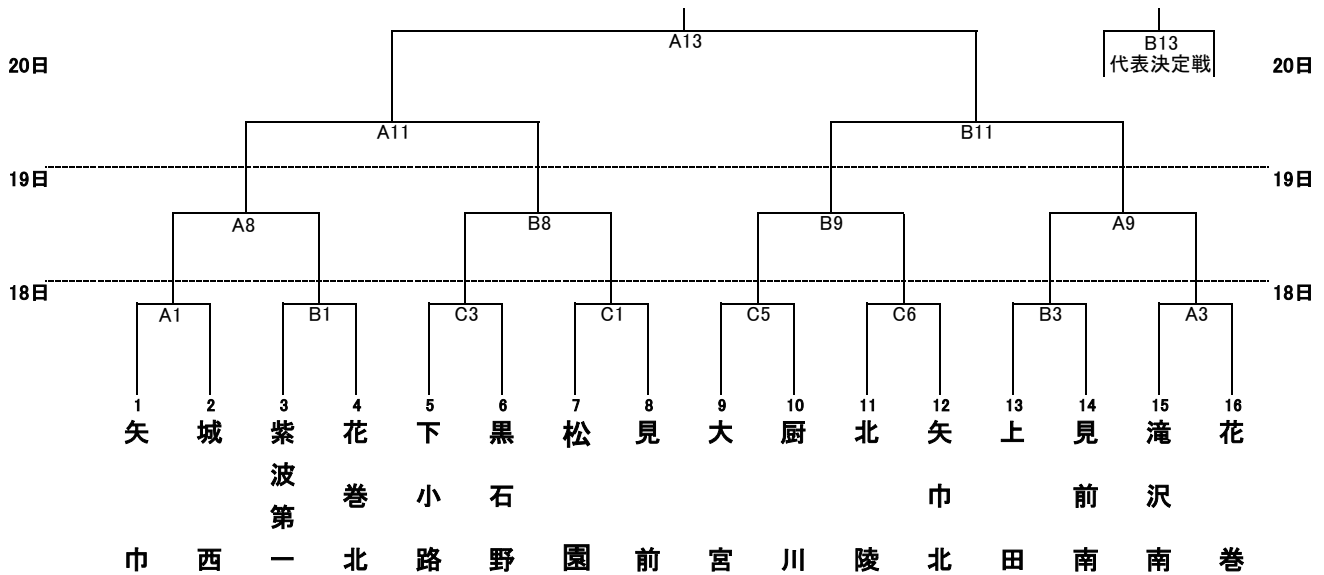 A13
B13
20日
代表決定戦
20日
A11
B11
19日
19日
A8
B8
B9
A9
18日
18日
A1
B1
C3
C1
C5
C6
B3
A3
1
2
3
4
5
6
7
8
9
10
11
12
13
14
15
16
矢巾
城西
紫波第一
花巻北
下小路
黒石野
松園
見前
大宮
厨川
北陵
矢巾北
上田
見前南
滝沢南
花巻